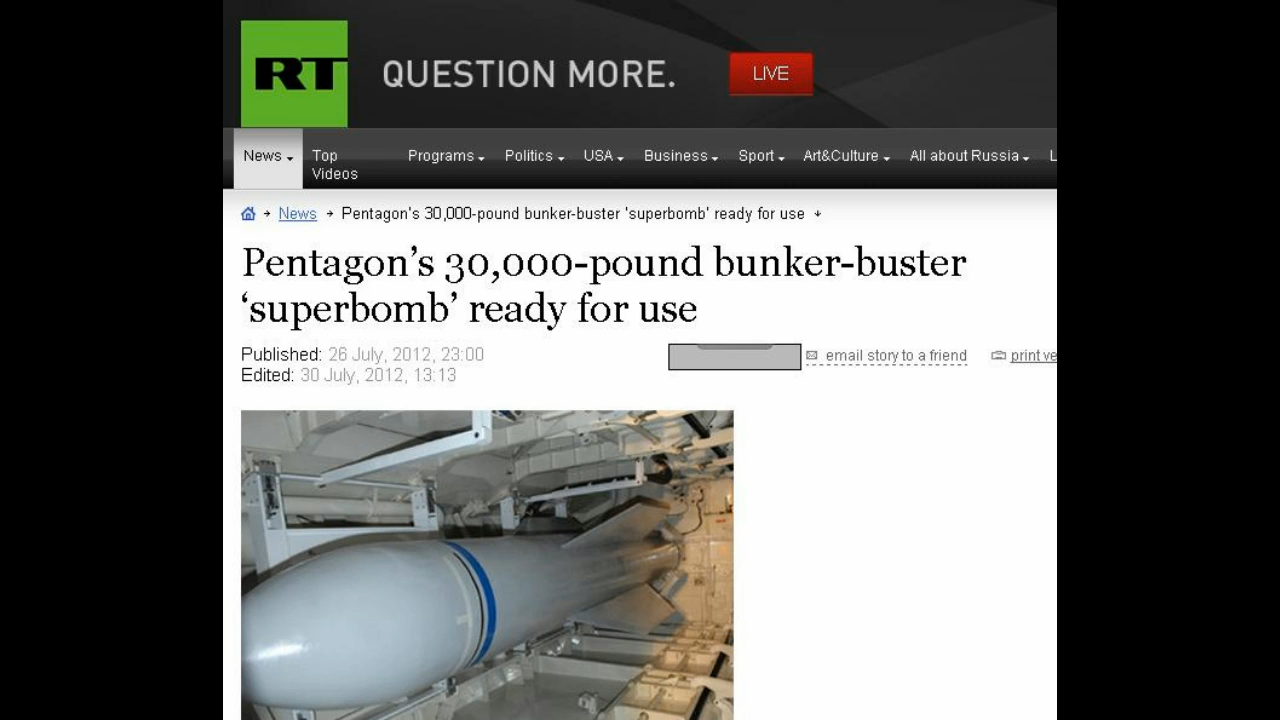 RT
QUESTION MORE.
LIVE
News
Top
Videos
Programs
Politics
USA
Business
Sport
Art&Culture
All about Russia
L
News
Pentagon's 30,000-pound bunker-buster 'superbomb' ready for use
Pentagon's 30,000-pound bunker-buster
'superbomb' ready for use
Published: 26 July, 2012, 23:00
email story to a friend
print ve
Edited: 30 July, 2012, 13:13